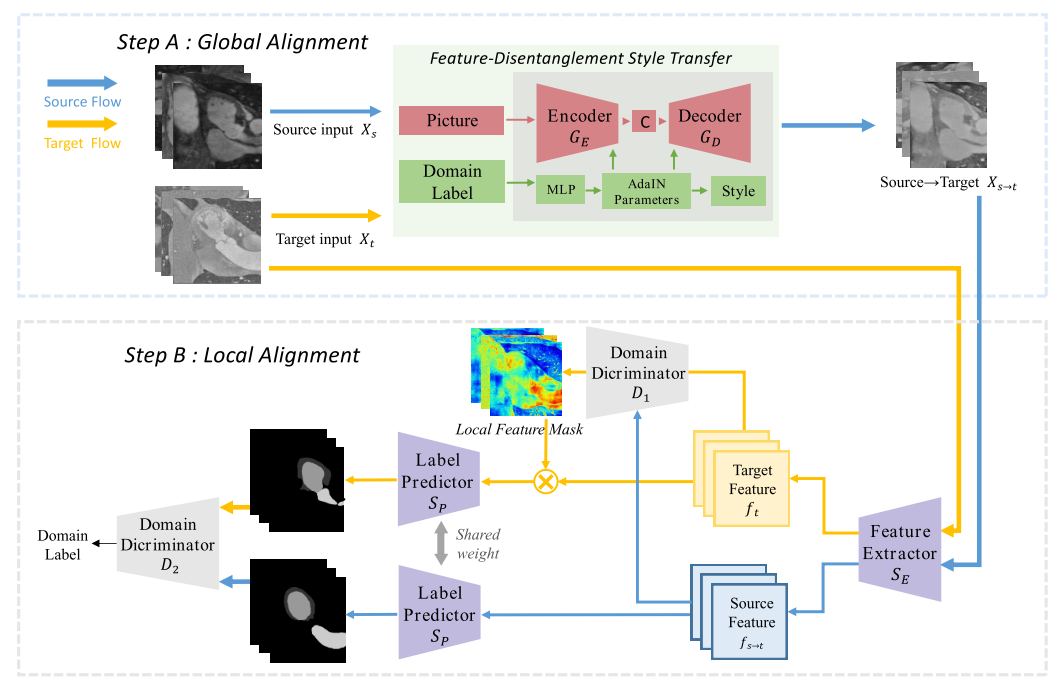 Step A : Global Alignment
Source Flow
Target Flow
Source input X_s
Target input X_t
Feature-Disentanglement Style Transfer
Picture
Encoder
G_E
C
Decoder
G_D
Domain
Label
MLP
AdaIN
Parameters
Style
Source→Target X_{s→t}
Step B : Local Alignment
Local Feature Mask
Domain
Dicriminator
D_1
Label
Predictor
S_P
Target
Feature
f_t
Feature
Extractor
S_E
Shared
weight
Domain
Label
Domain
Dicriminator
D_2
Label
Predictor
S_P
Source
Feature
f_{s→t}